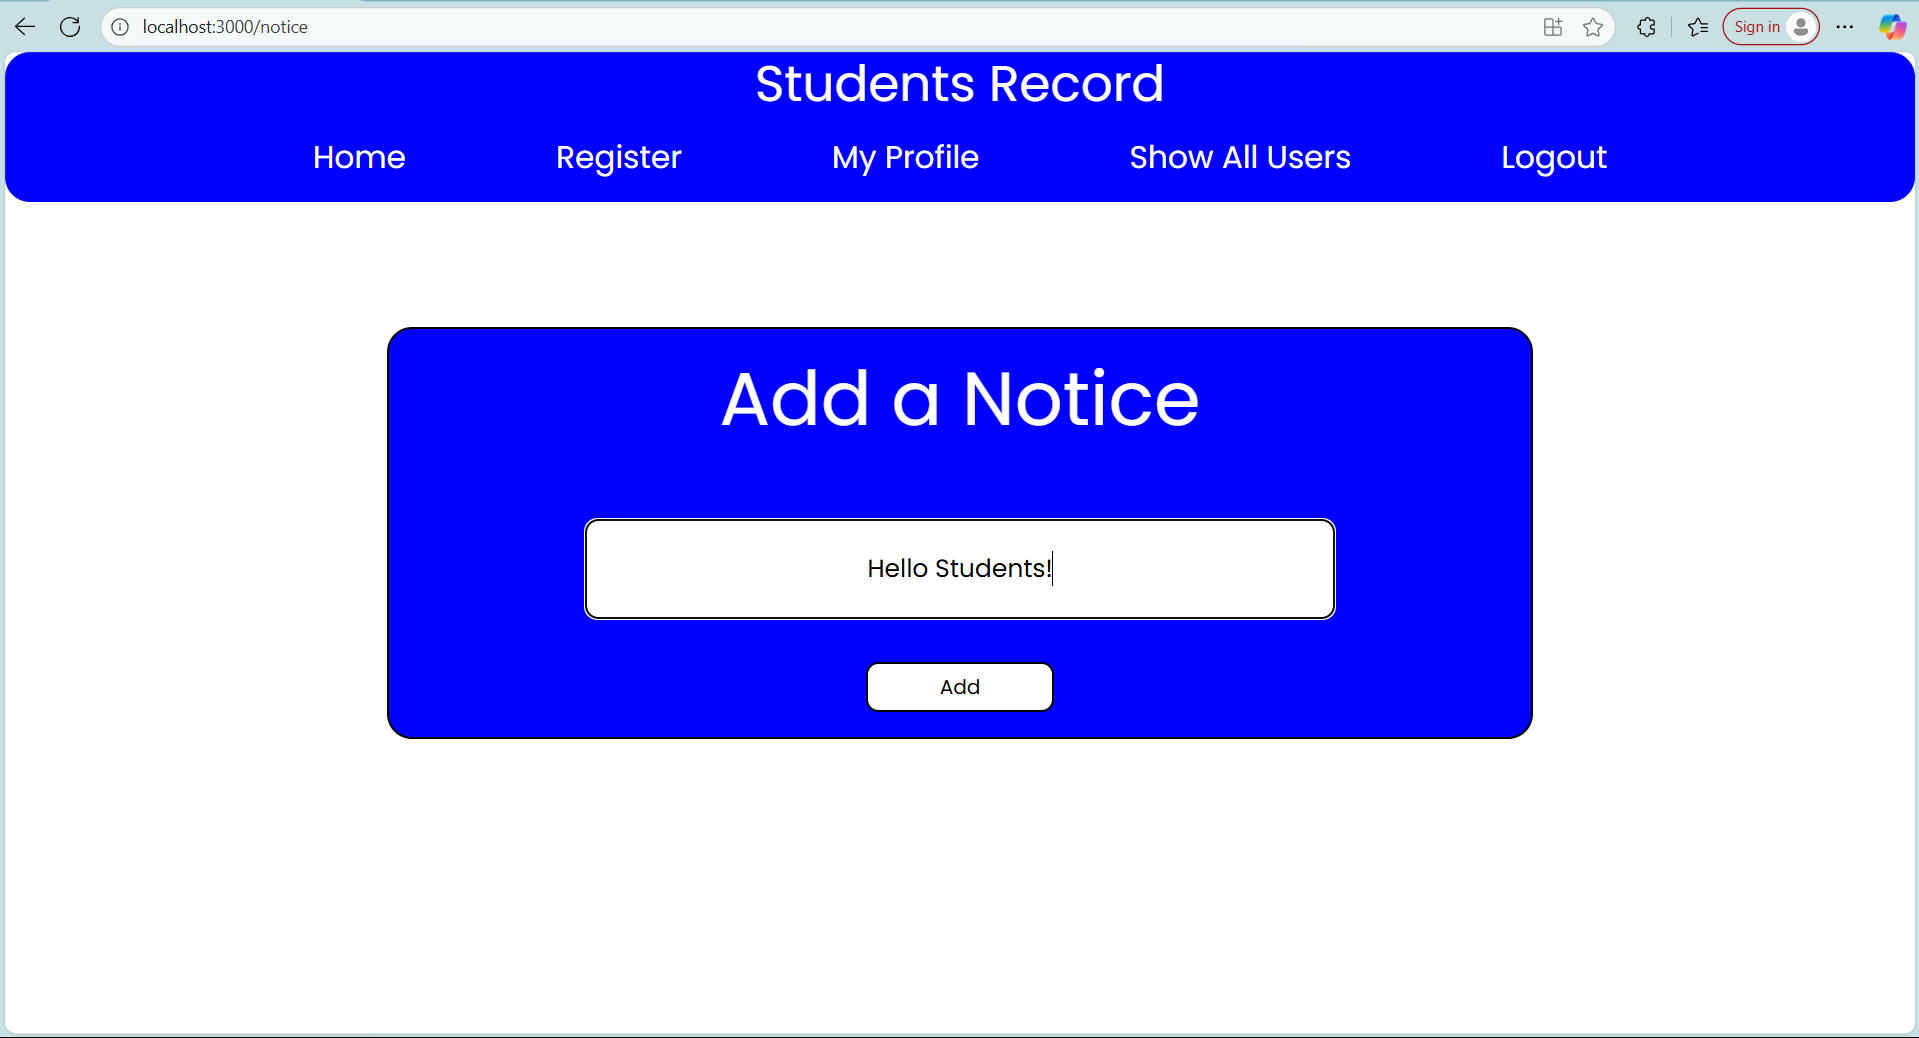 localhost:3000/notice
Sign in
Students Record
Home Register My Profile Show All Users Logout
Add a Notice
Hello Students!
Add